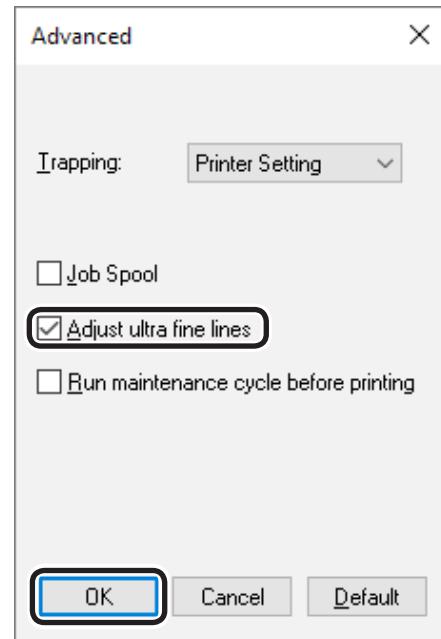 Advanced
Trapping: Printer Setting
Job Spool
Adjust ultra fine lines
Run maintenance cycle before printing
OK Cancel Default